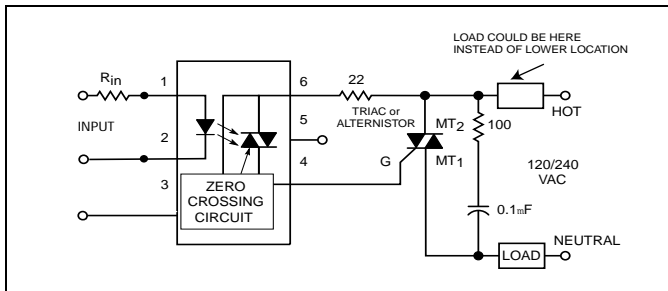 LOAD COULD BE HERE
INSTEAD OF LOWER LOCATION
Rin
1
6
22
HOT
TRIAC or
ALTERNISTOR
5
MT2
100
INPUT
2
4
G
MT1
120/240
VAC
3
ZERO
CROSSING
CIRCUIT
0.1mF
NEUTRAL
LOAD